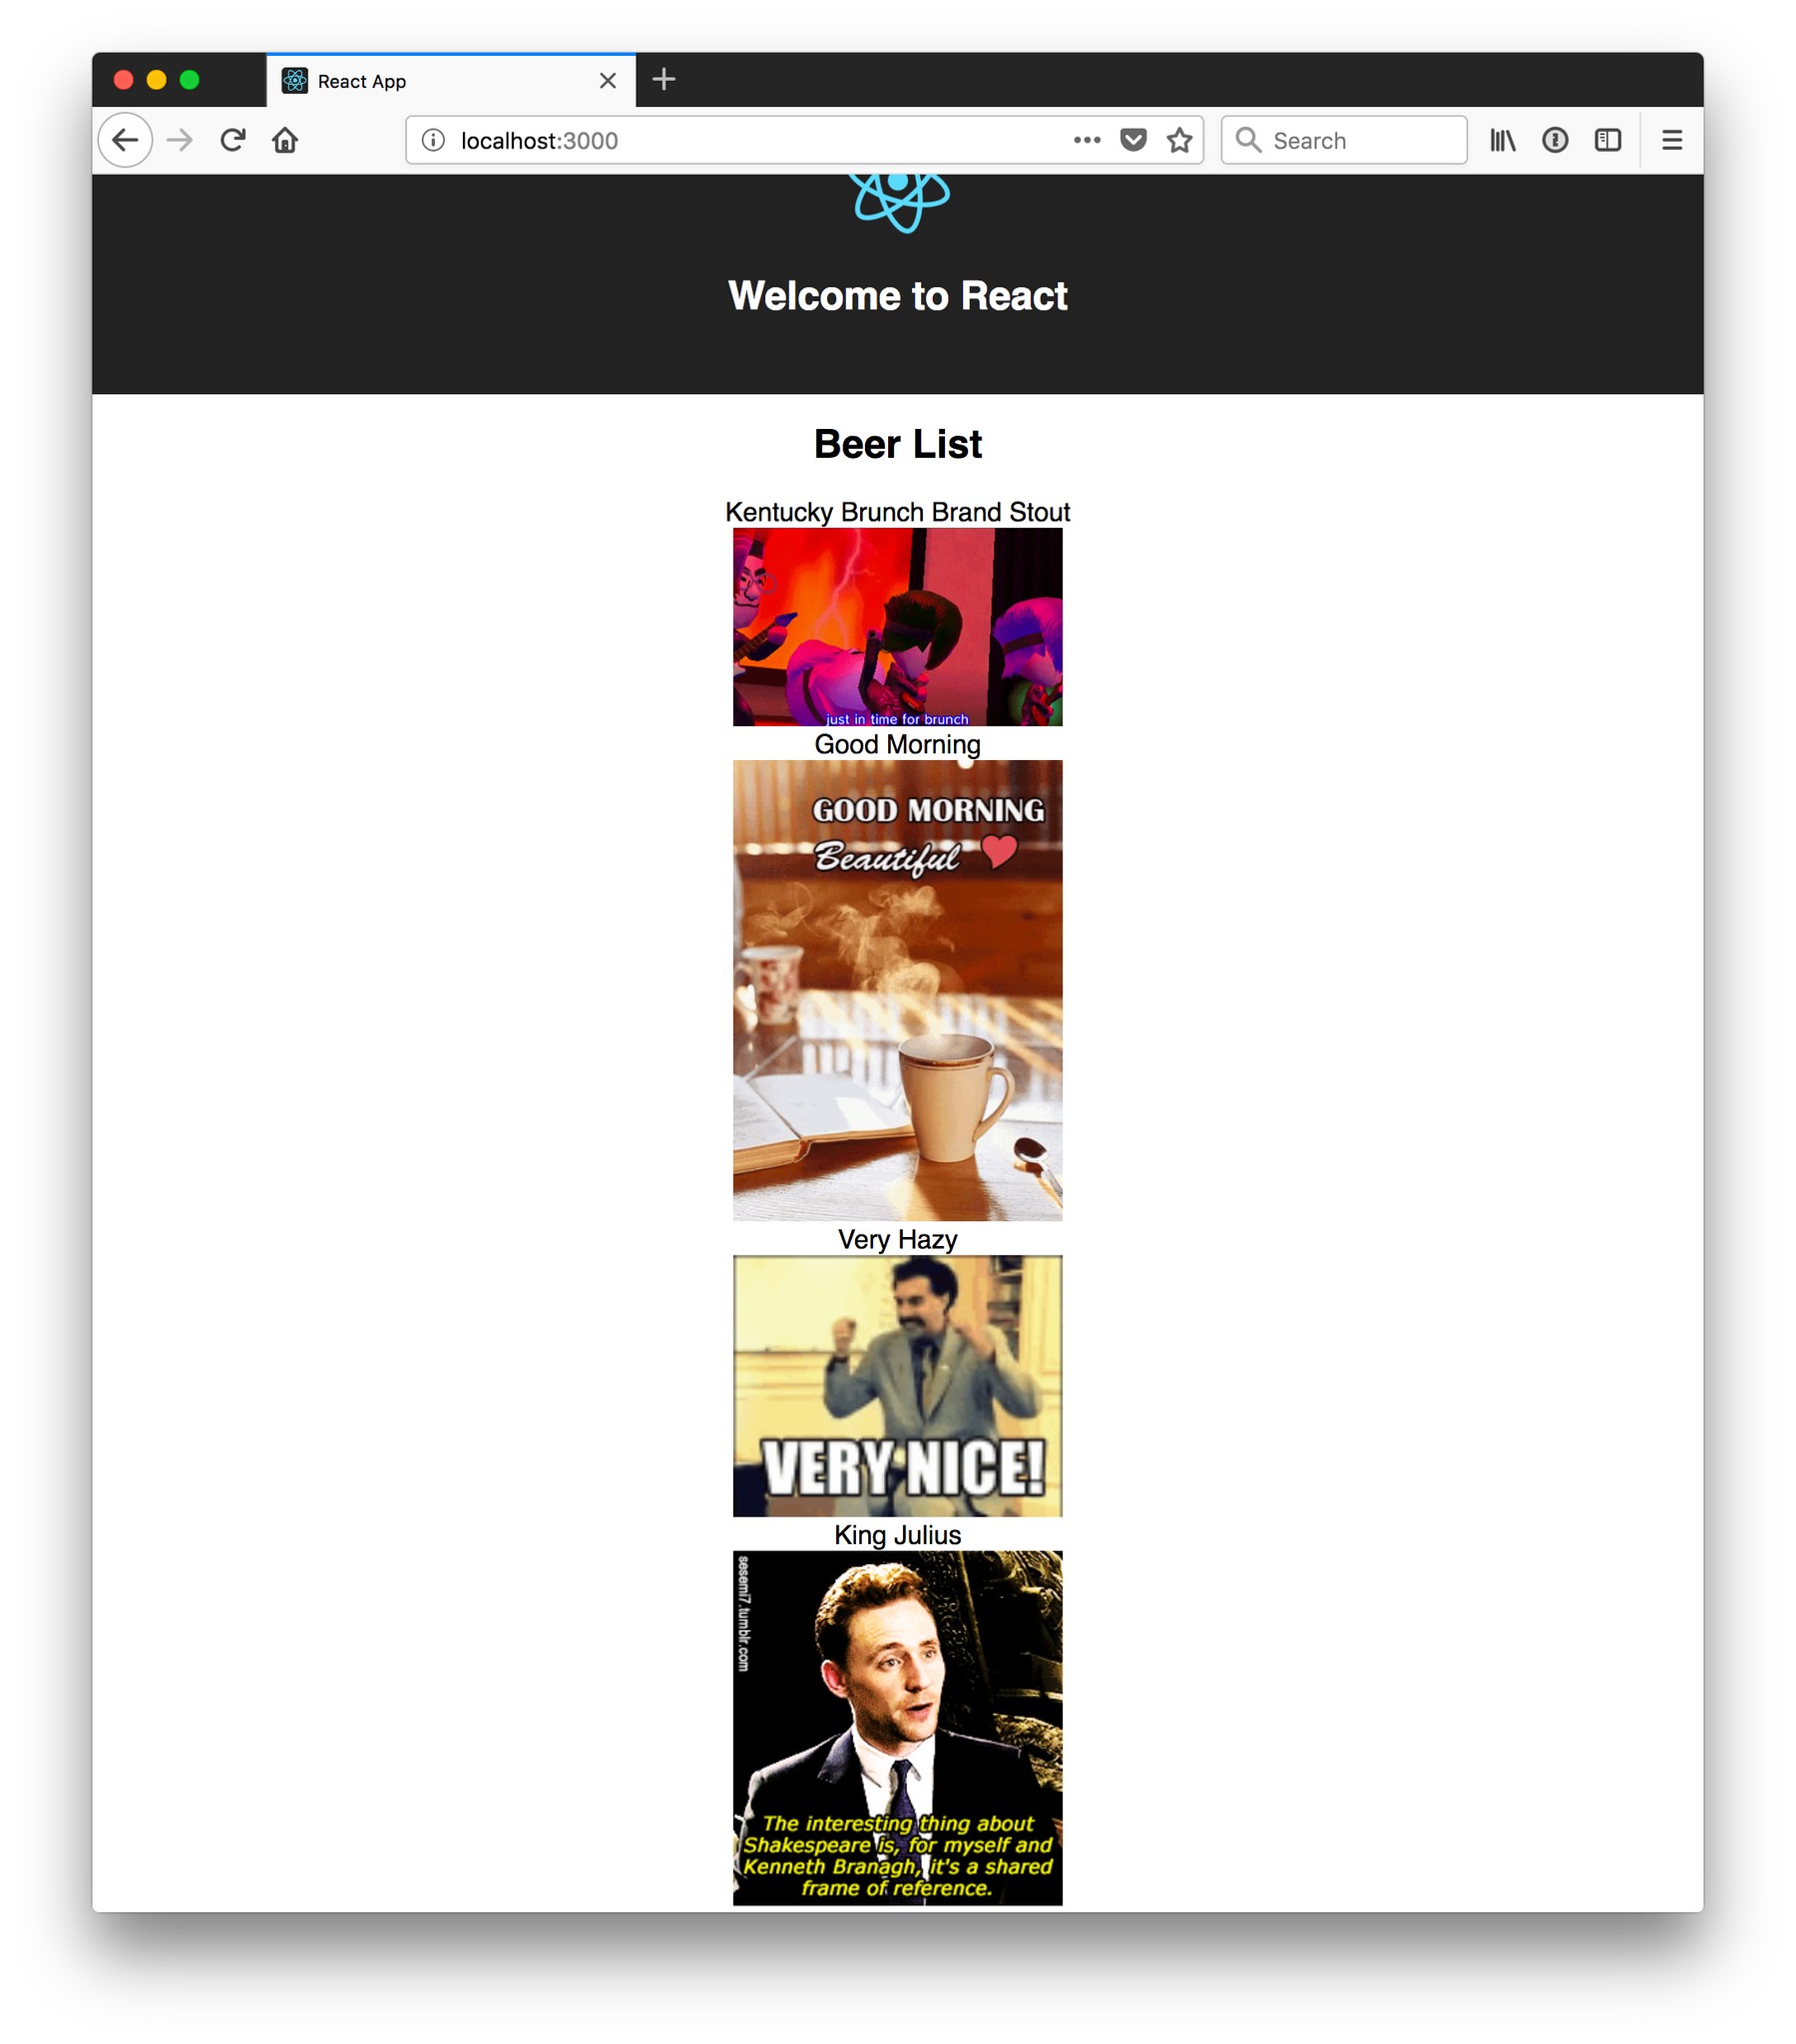 React App
localhost:3000
Search
Welcome to React
Beer List
Kentucky Brunch Brand Stout
just in time for brunch
Good Morning
GOOD MORNING
Beautiful
Very Hazy
VERY NICE!
King Julius
sesemi7.tumblr.com
The interesting thing about
Shakespeare is, for myself and
Kenneth Branagh, it's a shared
frame of reference.